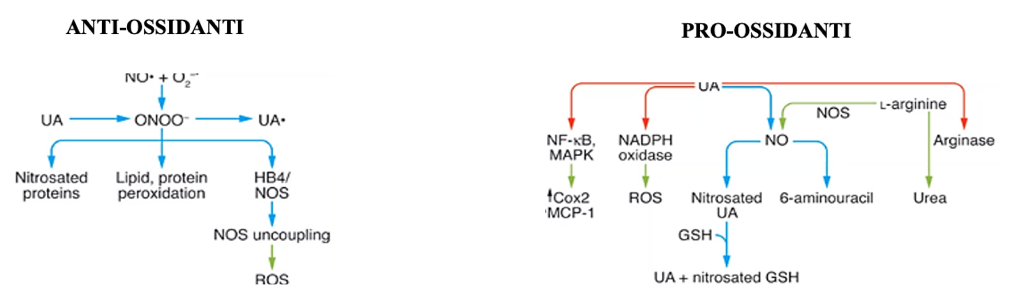 ANTI-OSSIDANTI
NO• + O₂⁻•
UA
ONOO⁻
UA•
Nitrosated
proteins
Lipid, protein
peroxidation
HB4/
NOS
NOS uncoupling
ROS
PRO-OSSIDANTI
UA
L-arginine
NOS
NF-κB,
MAPK
NADPH
oxidase
NO
Arginase
Cox2
MCP-1
ROS
Nitrosated
UA
6-aminouracil
Urea
GSH
UA + nitrosated GSH